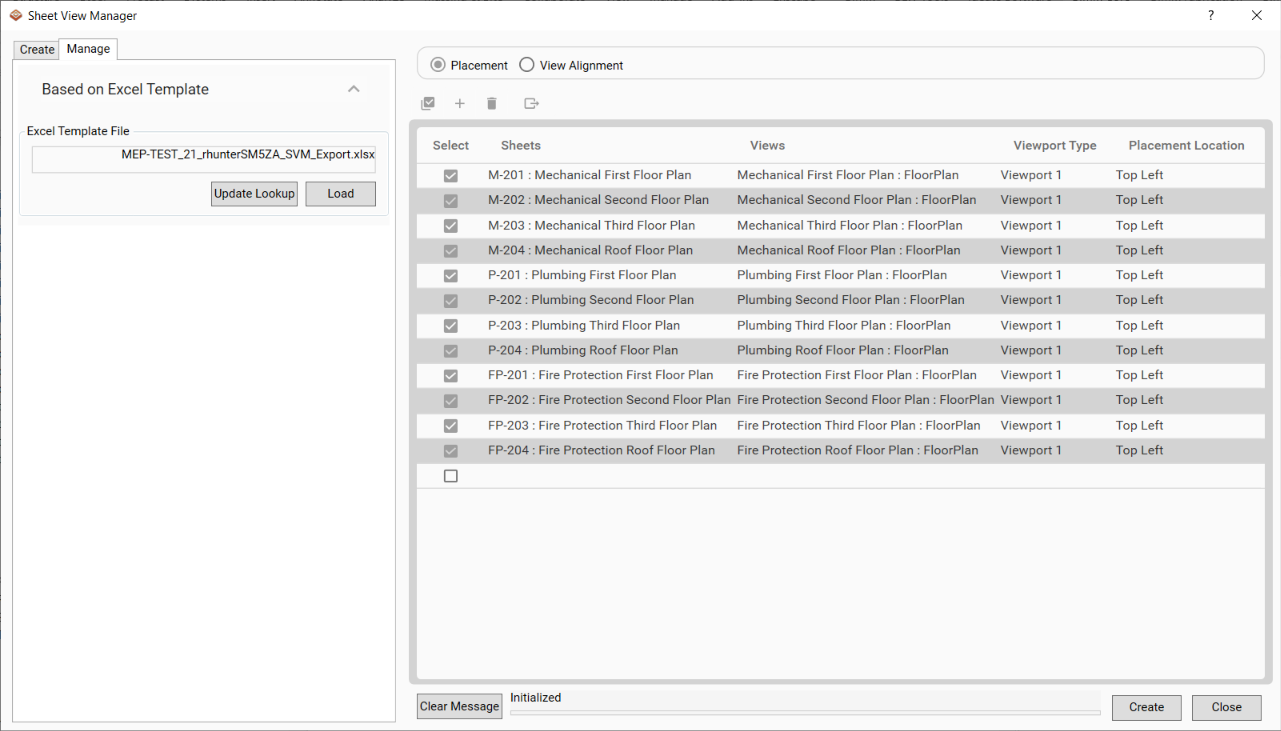 Sheet View Manager
?
Create Manage
Based on Excel Template
Excel Template File
MEP-TEST_21_rhunterSM5ZA_SVM_Export.xlsx
Update Lookup Load
Placement View Alignment
Select Sheets Views Viewport Type Placement Location
M-201 : Mechanical First Floor Plan Mechanical First Floor Plan : FloorPlan Viewport 1 Top Left
M-202 : Mechanical Second Floor Plan Mechanical Second Floor Plan : FloorPlan Viewport 1 Top Left
M-203 : Mechanical Third Floor Plan Mechanical Third Floor Plan : FloorPlan Viewport 1 Top Left
M-204 : Mechanical Roof Floor Plan Mechanical Roof Floor Plan : FloorPlan Viewport 1 Top Left
P-201 : Plumbing First Floor Plan Plumbing First Floor Plan : FloorPlan Viewport 1 Top Left
P-202 : Plumbing Second Floor Plan Plumbing Second Floor Plan : FloorPlan Viewport 1 Top Left
P-203 : Plumbing Third Floor Plan Plumbing Third Floor Plan : FloorPlan Viewport 1 Top Left
P-204 : Plumbing Roof Floor Plan Plumbing Roof Floor Plan : FloorPlan Viewport 1 Top Left
FP-201 : Fire Protection First Floor Plan Fire Protection First Floor Plan : FloorPlan Viewport 1 Top Left
FP-202 : Fire Protection Second Floor Plan Fire Protection Second Floor Plan : FloorPlan Viewport 1 Top Left
FP-203 : Fire Protection Third Floor Plan Fire Protection Third Floor Plan : FloorPlan Viewport 1 Top Left
FP-204 : Fire Protection Roof Floor Plan Fire Protection Roof Floor Plan : FloorPlan Viewport 1 Top Left
Clear Message Initialized Create Close